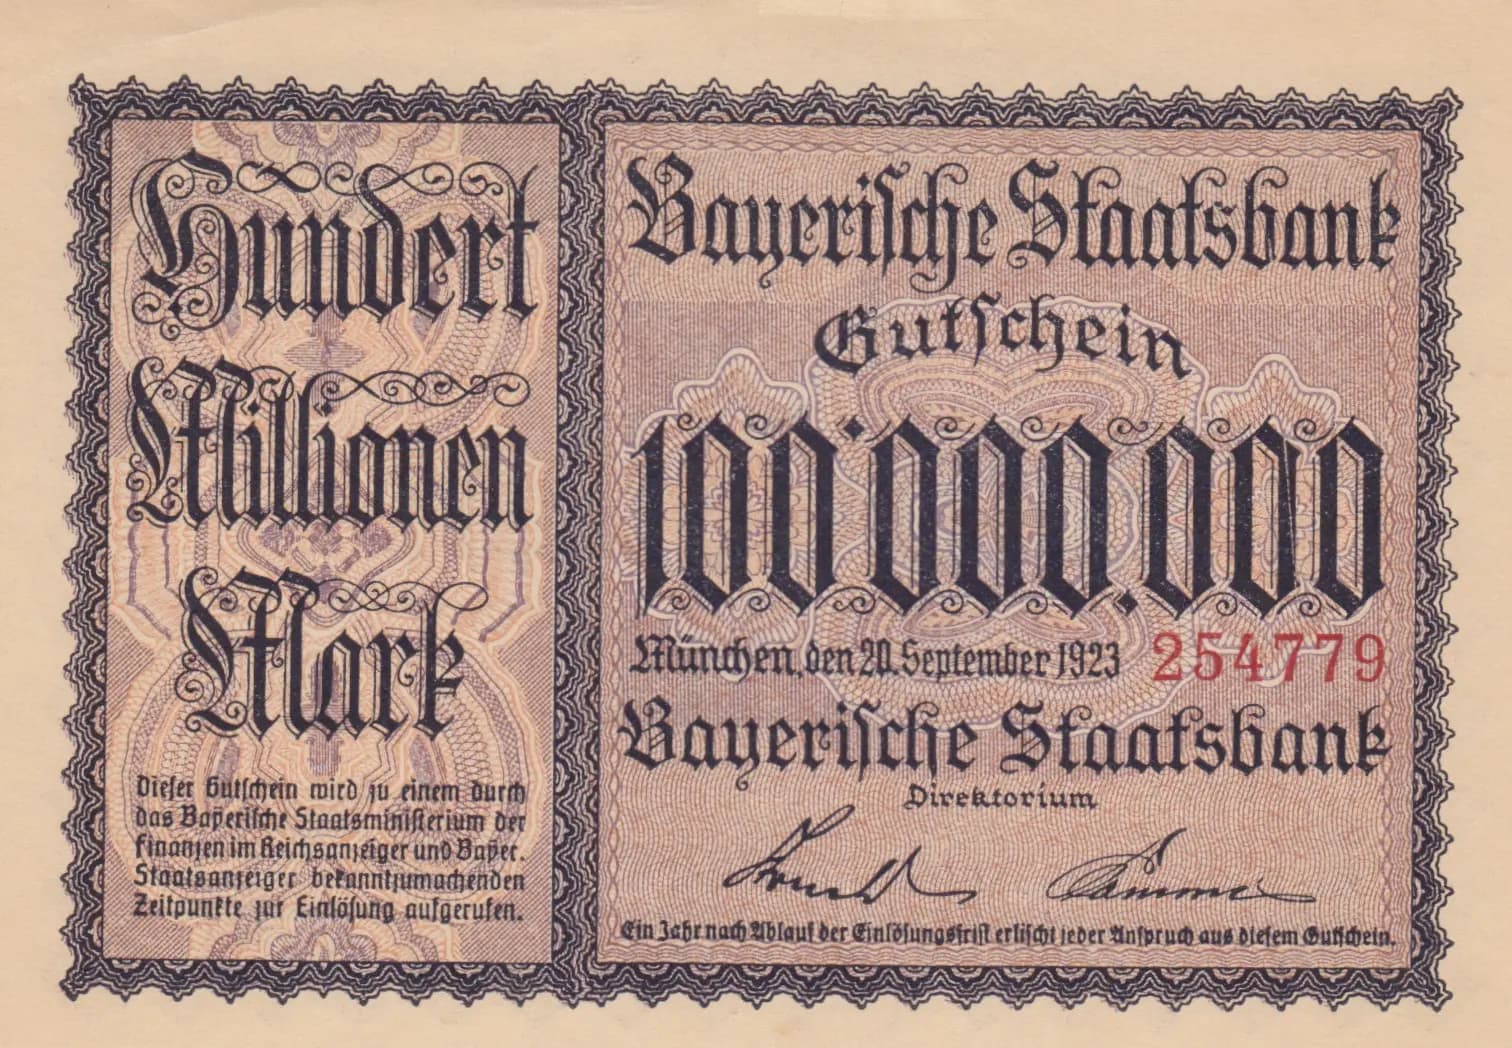 Hundert
Millionen
Mark
Dieser Gutschein wird zu einem durch
das Bayerische Staatsministerium der
Finanzen im Reichsanzeiger und Bayer.
Staatsanzeiger bekanntzumachenden
Zeitpunkte zur Einlösung aufgerufen.
Bayerische Staatsbank
Gutschein
100.000.000
München, den 20. September 1923 254779
Bayerische Staatsbank
Direktorium
Ein Jahr nach Ablauf der Einlösungsfrist erlischt jeder Anspruch aus diesem Gutschein.